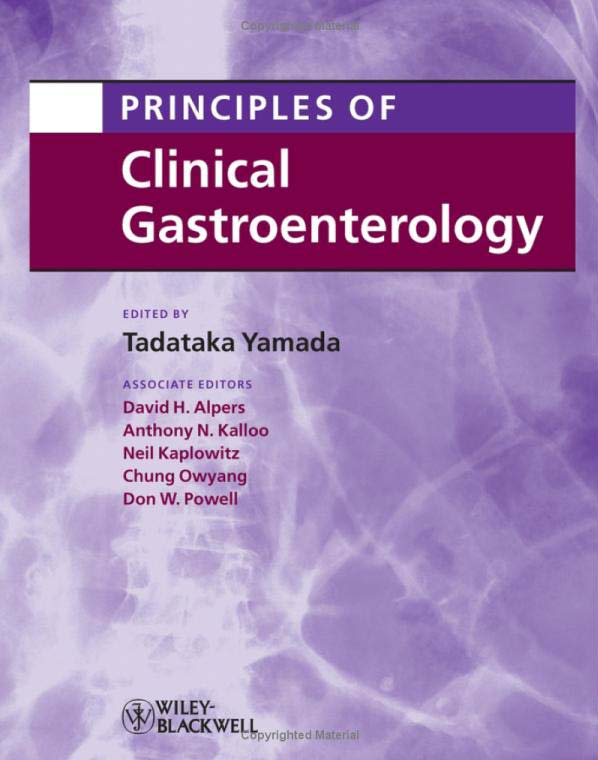 Copyrighted Material
PRINCIPLES OF
Clinical
Gastroenterology
EDITED BY
Tadataka Yamada
ASSOCIATE EDITORS
David H. Alpers
Anthony N. Kalloo
Neil Kaplowitz
Chung Owyang
Don W. Powell
WILEY-
BLACKWELL
Copyrighted Material